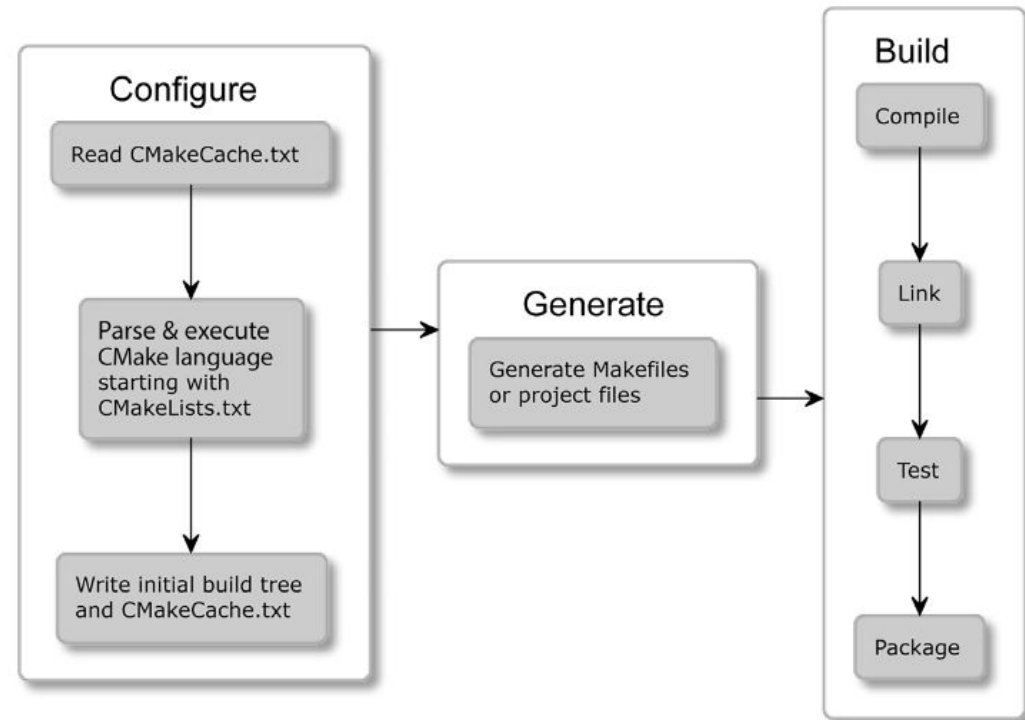 Configure
Read CMakeCache.txt
Parse & execute
CMake language
starting with
CMakeLists.txt
Write initial build tree
and CMakeCache.txt
Generate
Generate Makefiles
or project files
Build
Compile
Link
Test
Package